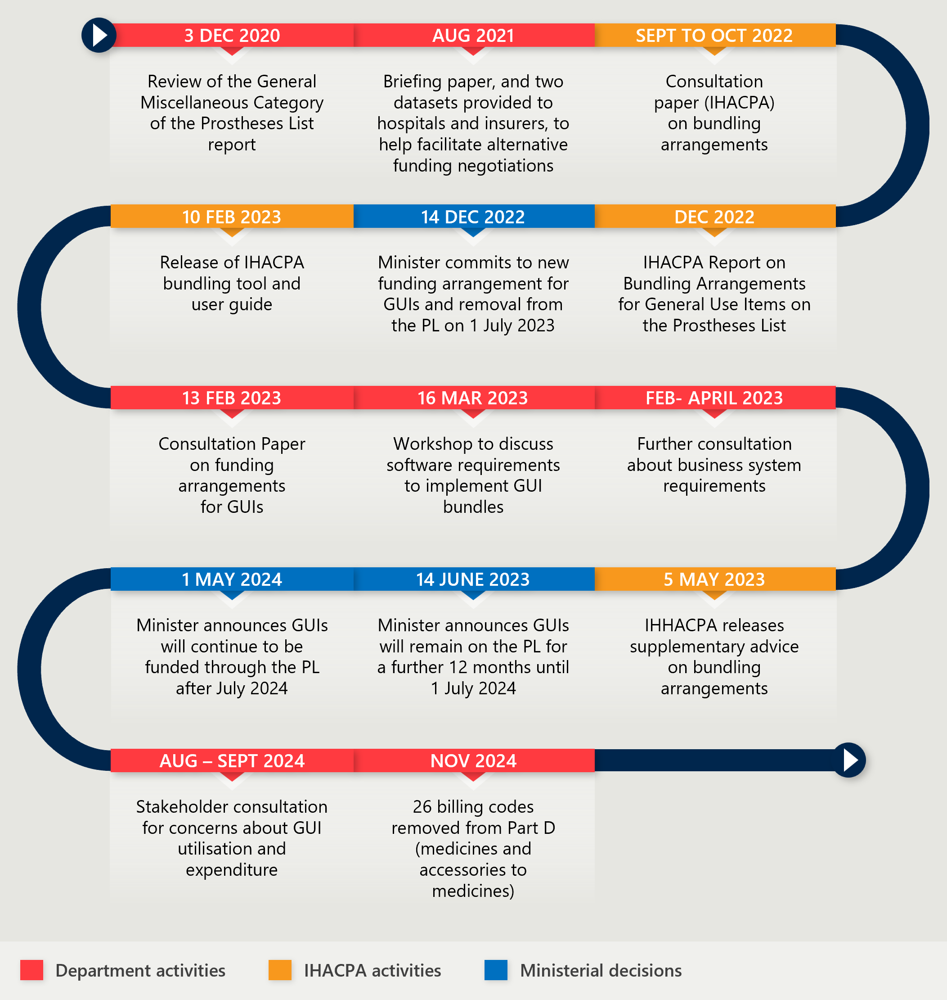 3 DEC 2020
Review of the General
Miscellaneous Category
of the Prostheses List
report
AUG 2021
Briefing paper, and two
datasets provided to
hospitals and insurers, to
help facilitate alternative
funding negotiations
SEPT TO OCT 2022
Consultation
paper (IHACPA)
on bundling
arrangements
DEC 2022
IHACPA Report on
Bundling Arrangements
for General Use Items on
the Prostheses List
14 DEC 2022
Minister commits to new
funding arrangement for
GUIs and removal from
the PL on 1 July 2023
10 FEB 2023
Release of IHACPA
bundling tool and
user guide
13 FEB 2023
Consultation Paper
on funding
arrangements
for GUIs
16 MAR 2023
Workshop to discuss
software requirements
to implement GUI
bundles
FEB- APRIL 2023
Further consultation
about business system
requirements
5 MAY 2023
IHHACPA releases
supplementary advice
on bundling
arrangements
14 JUNE 2023
Minister announces GUIs
will remain on the PL for
a further 12 months until
1 July 2024
1 MAY 2024
Minister announces GUIs
will continue to be
funded through the PL
after July 2024
AUG – SEPT 2024
Stakeholder consultation
for concerns about GUI
utilisation and
expenditure
NOV 2024
26 billing codes
removed from Part D
(medicines and
accessories to
medicines)
Department activities
IHACPA activities
Ministerial decisions